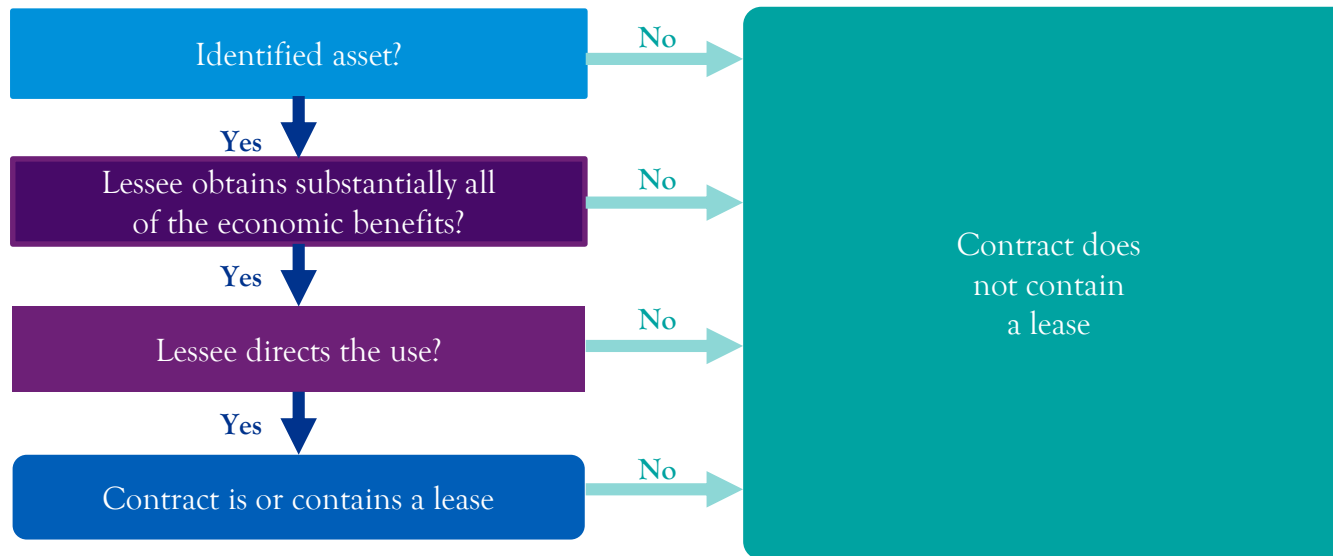 Identified asset?
No
Yes
Lessee obtains substantially all
of the economic benefits?
No
Yes
Lessee directs the use?
No
Yes
Contract is or contains a lease
No
Contract does
not contain
a lease